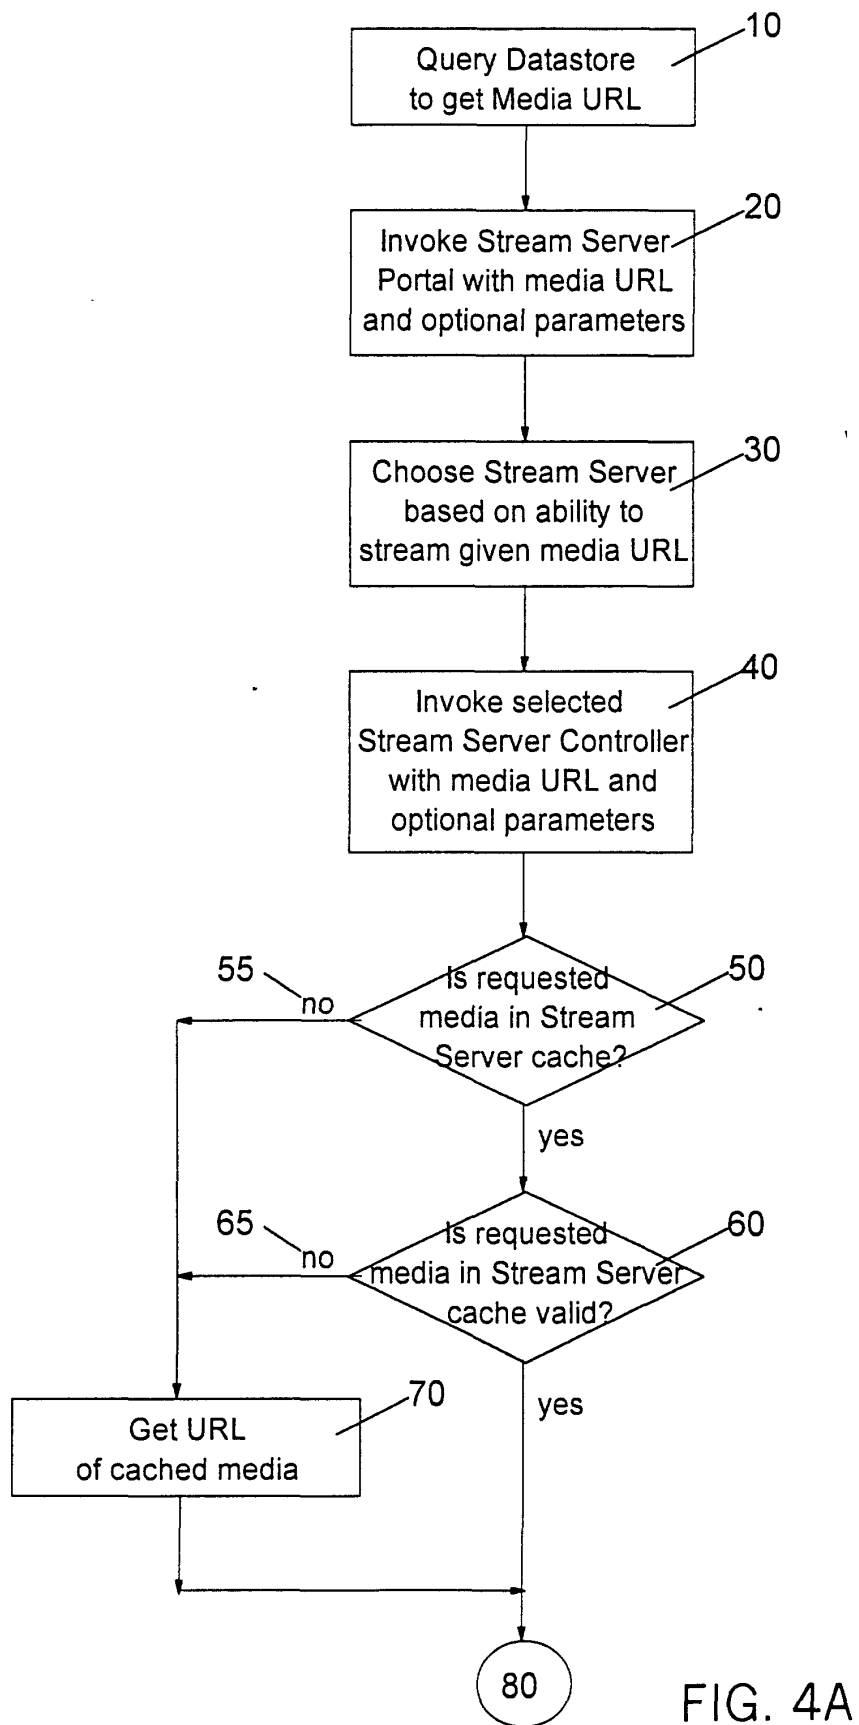 10
Query Datastore
to get Media URL
20
Invoke Stream Server
Portal with media URL
and optional parameters
30
Choose Stream Server
based on ability to
stream given media URL
40
Invoke selected
Stream Server Controller
with media URL and
optional parameters
50
Is requested
media in Stream
Server cache?
55
no
yes
60
Is requested
media in Stream Server
cache valid?
65
no
yes
70
Get URL
of cached media
80
FIG. 4A